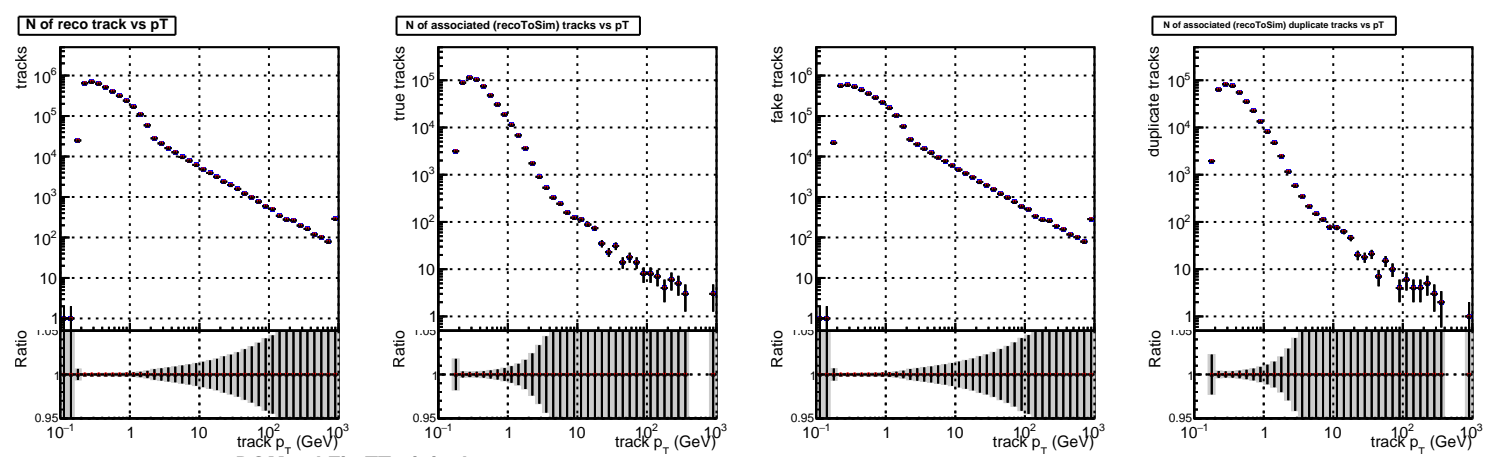 N of reco track vs pT
tracks
10^6
10^5
10^4
10^3
10^2
10
1
Ratio
1.05
1
0.95
10^-1 1 10 10^2 10^3
track p_T (GeV)
N of associated (recoToSim) tracks vs pT
true tracks
10^5
10^4
10^3
10^2
10
1
Ratio
1.05
1
0.95
10^-1 1 10 10^2 10^3
track p_T (GeV)
fake tracks
10^6
10^5
10^4
10^3
10^2
10
1
Ratio
1.05
1
0.95
10^-1 1 10 10^2 10^3
track p_T (GeV)
N of associated (recoToSim) duplicate tracks vs pT
duplicate tracks
10^5
10^4
10^3
10^2
10
1
Ratio
1.05
1
0.95
10^-1 1 10 10^2 10^3
track p_T (GeV)